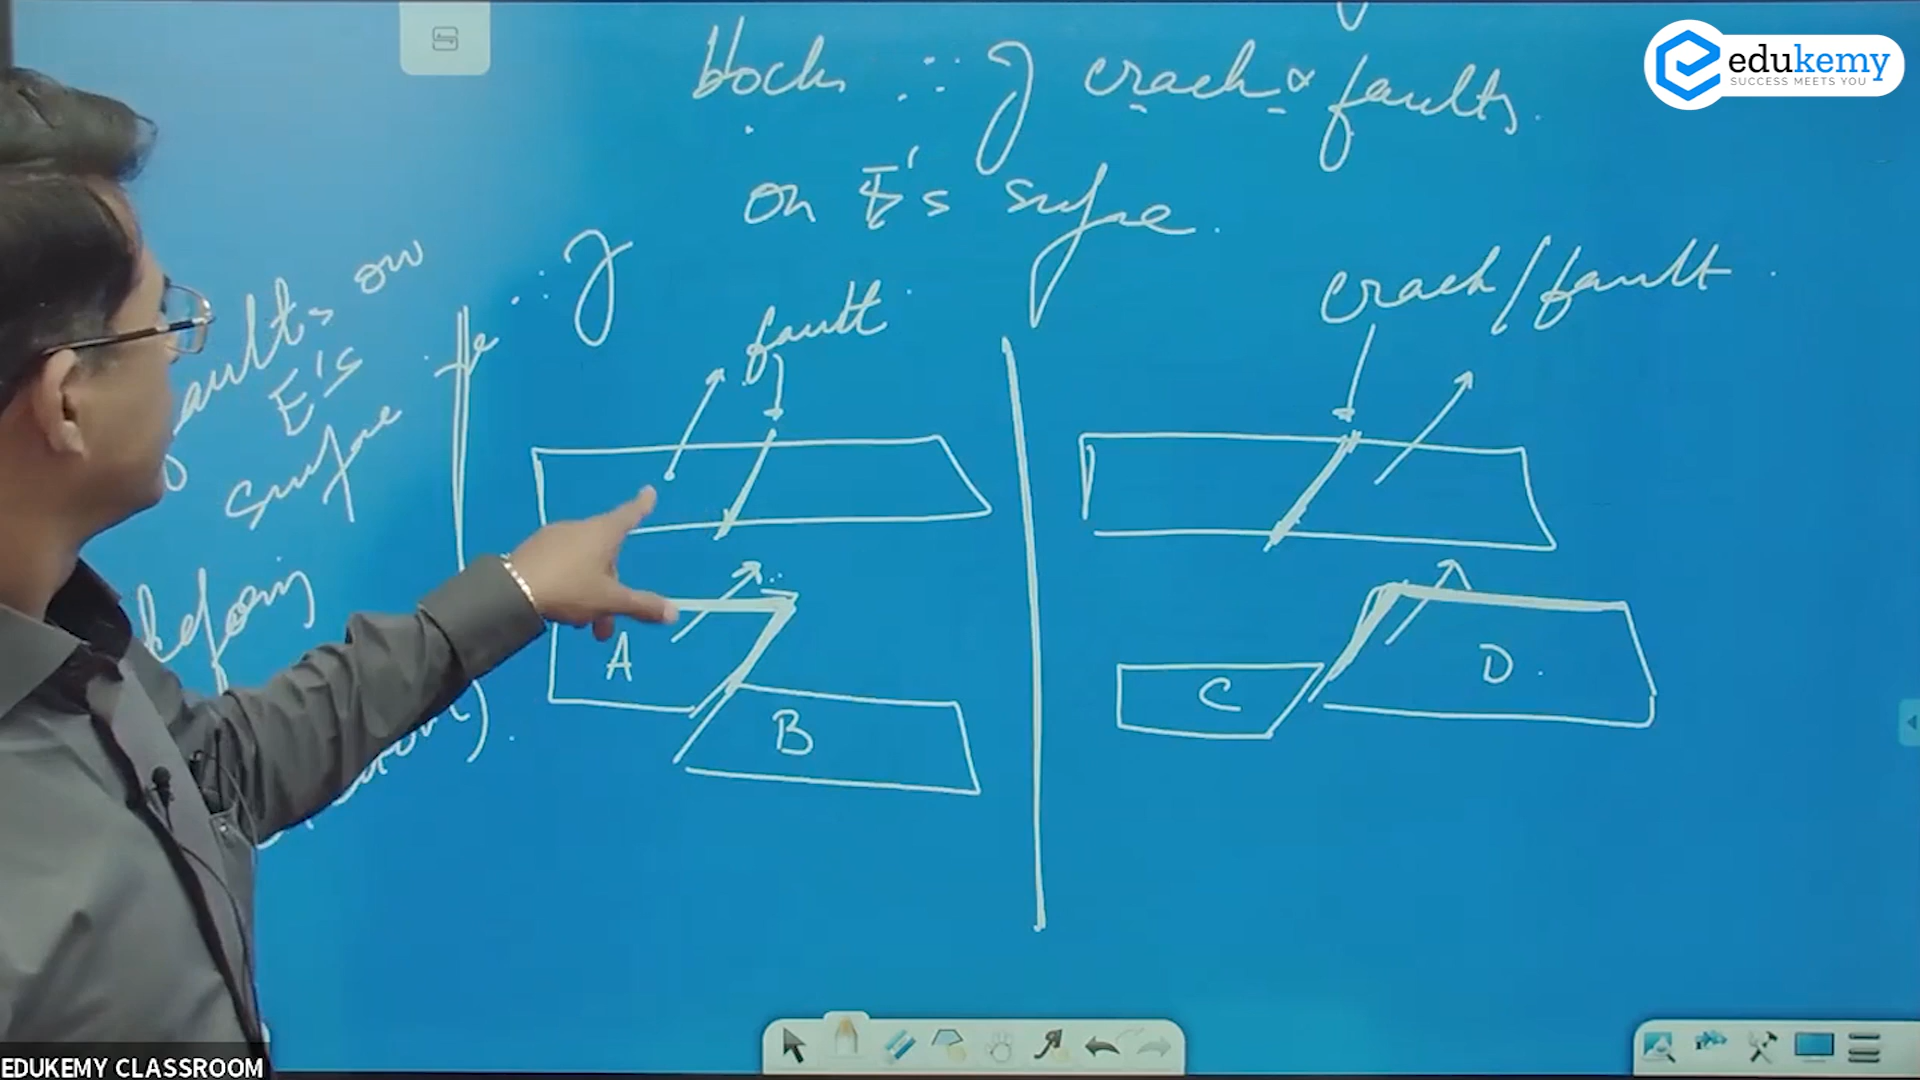 blocks ∴ of crack & faults.
on E's surface.
edukemy
SUCCESS MEETS YOU
faults on
E's
surface
∴ of
fault
crack/fault
A
B
C
D
EDUKEMY CLASSROOM